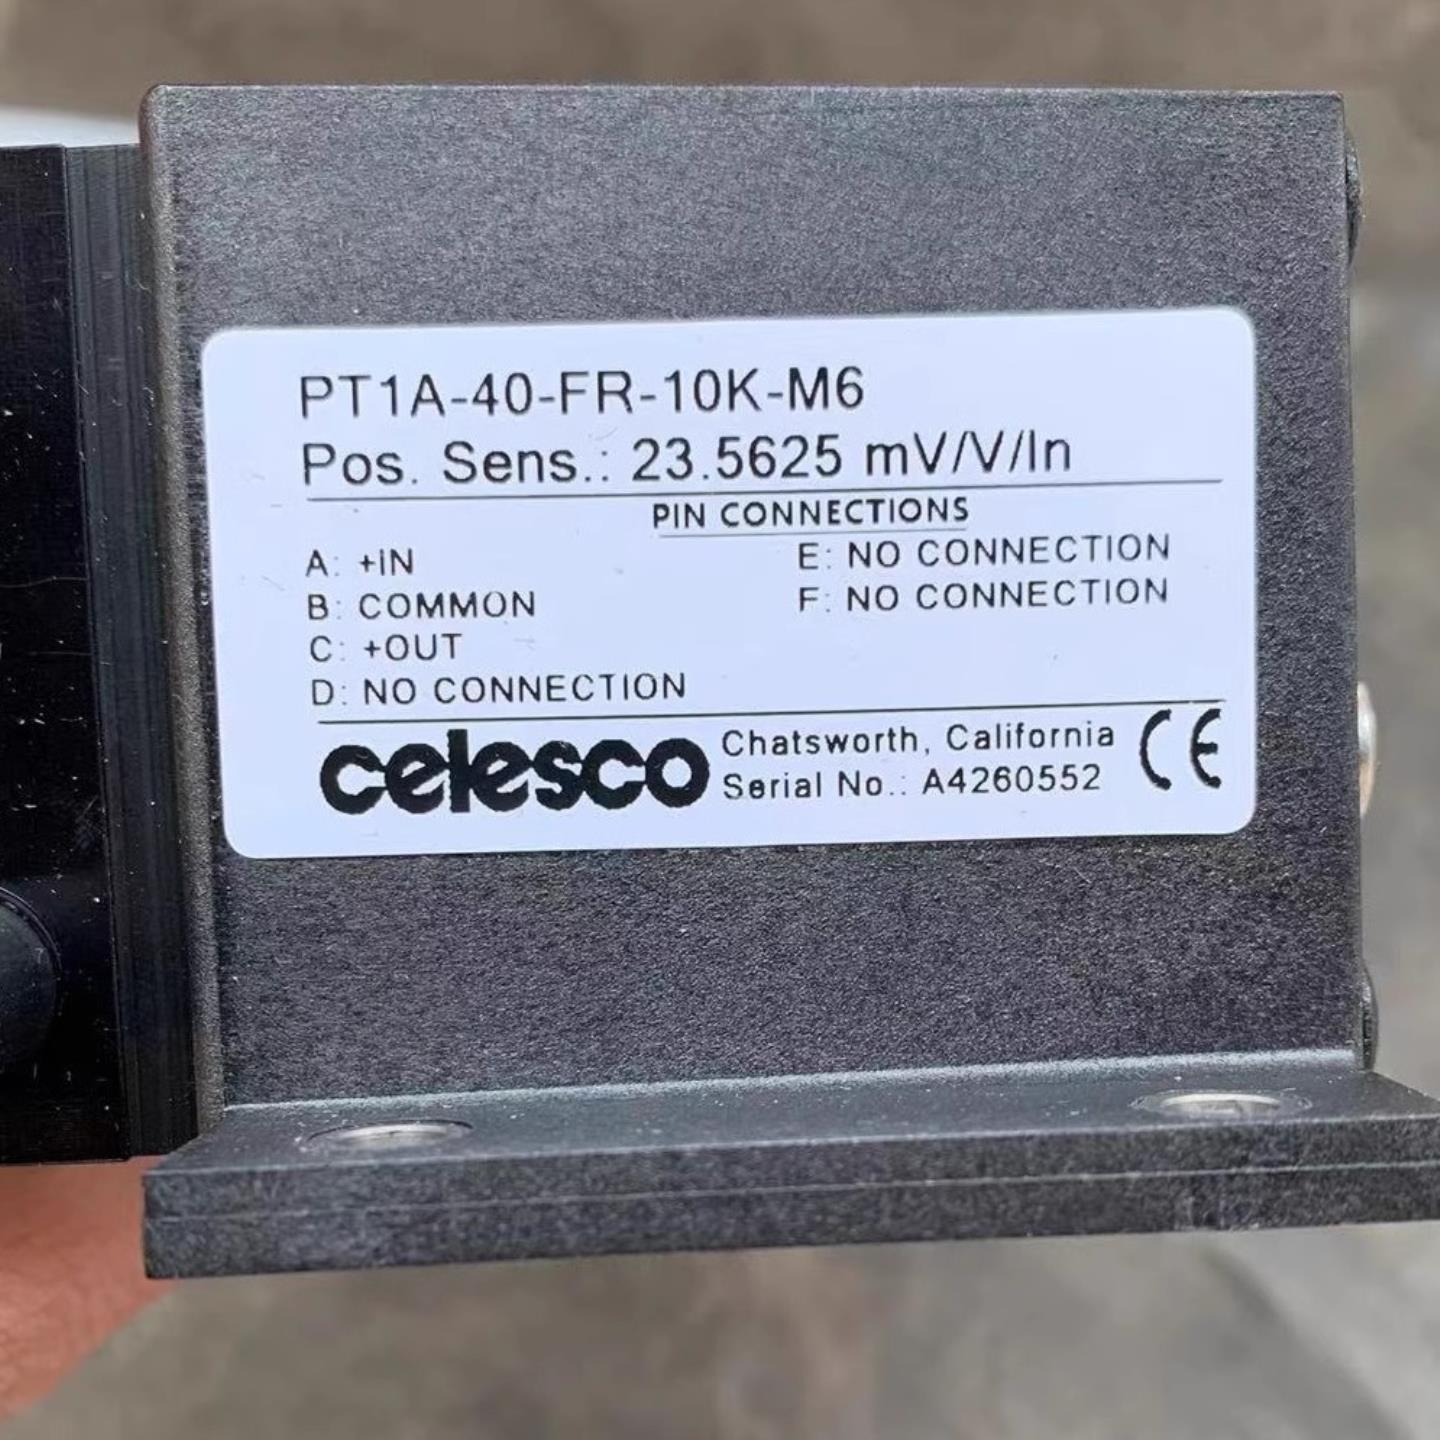 PT1A-40-FR-10K-M6
Pos. Sens.: 23.5625 mV/V/In
PIN CONNECTIONS
A: +IN
B: COMMON
C: +OUT
D: NO CONNECTION
E: NO CONNECTION
F: NO CONNECTION
celesco
Chatsworth, California
Serial No.: A4260552
CE